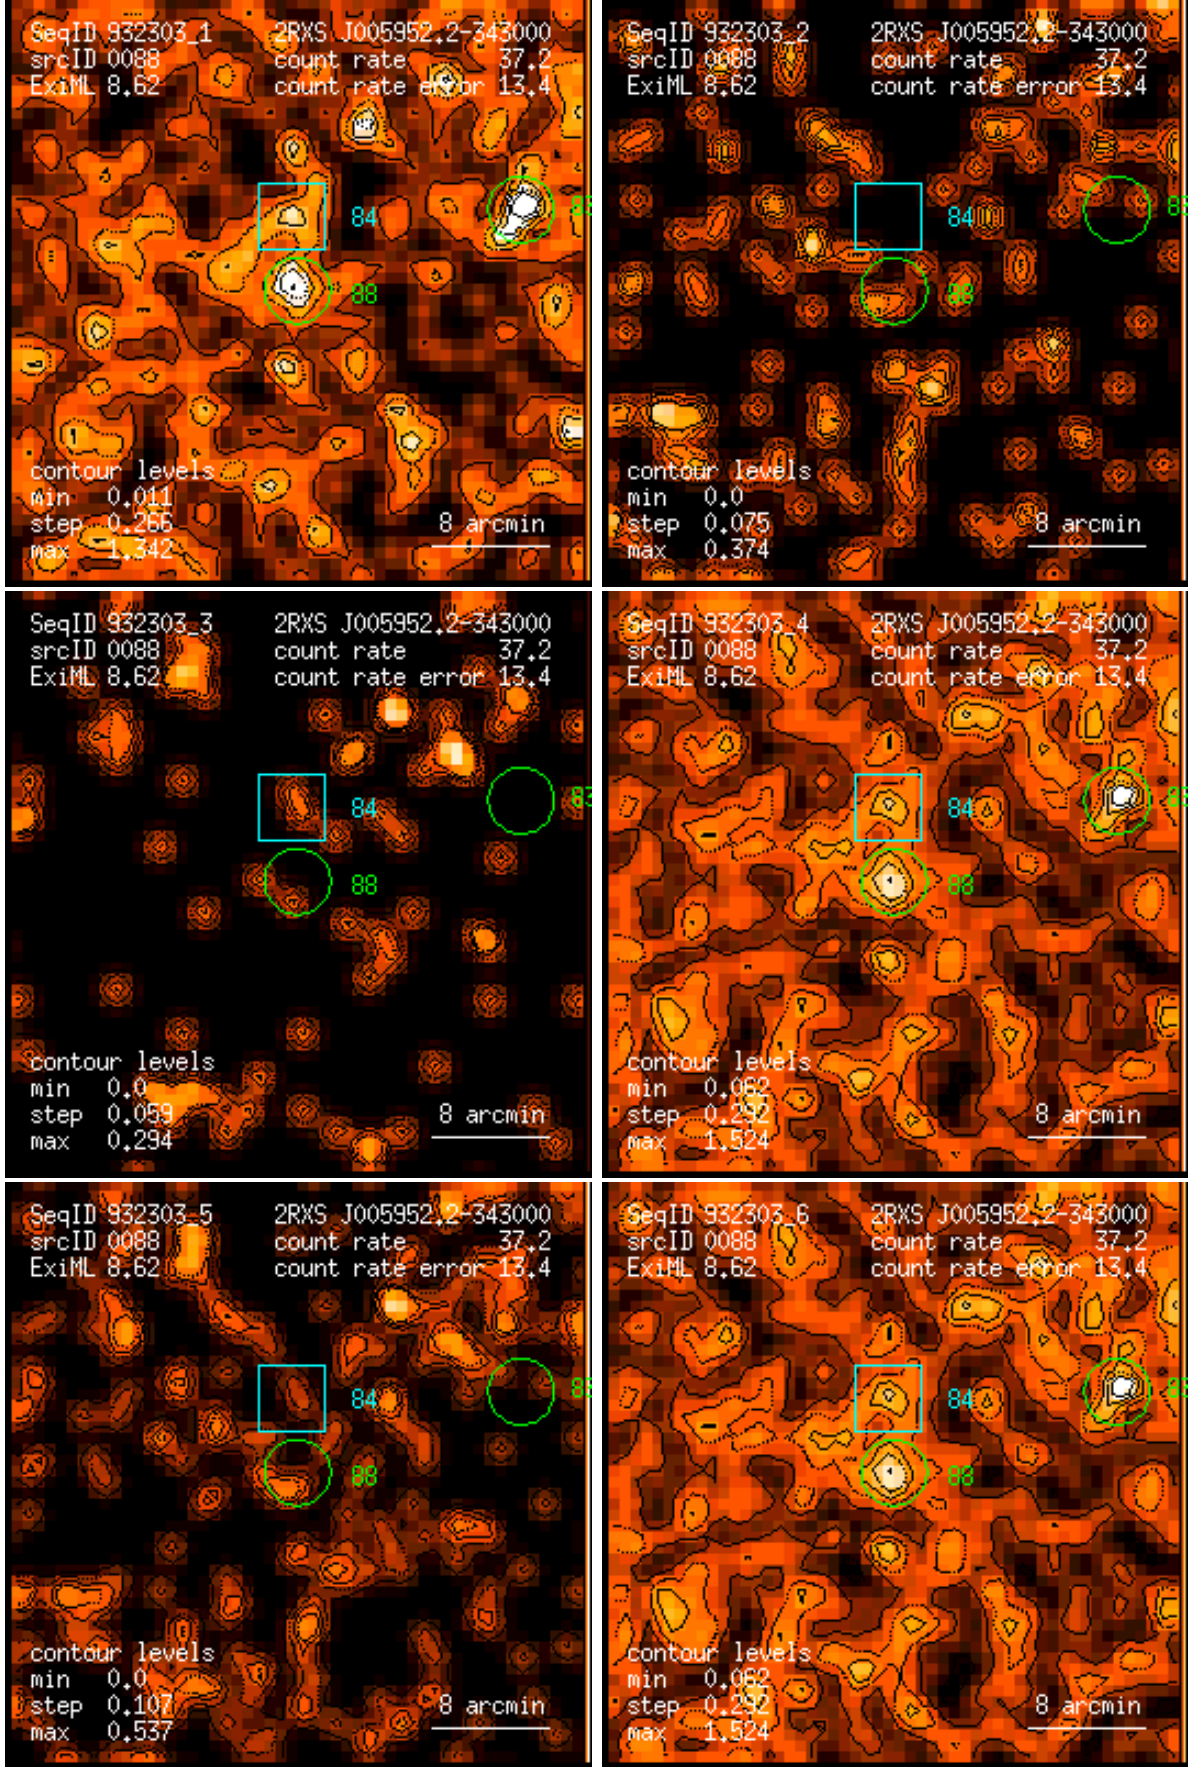 SeqID 932303_1 2RXS J005952.2-343000
srcID 0088 count rate 37.2
ExiML 8.62 count rate error 13.4
84
88
contour levels
min 0.011
step 0.266
max 1.342
8 arcmin
SeqID 932303_2 2RXS J005952.2-343000
srcID 0088 count rate 37.2
ExiML 8.62 count rate error 13.4
84
88
contour levels
min 0.0
step 0.075
max 0.374
8 arcmin
SeqID 932303_3 2RXS J005952.2-343000
srcID 0088 count rate 37.2
ExiML 8.62 count rate error 13.4
84
88
contour levels
min 0.0
step 0.059
max 0.294
8 arcmin
SeqID 932303_4 2RXS J005952.2-343000
srcID 0088 count rate 37.2
ExiML 8.62 count rate error 13.4
84
88
contour levels
min 0.062
step 0.292
max 1.524
8 arcmin
SeqID 932303_5 2RXS J005952.2-343000
srcID 0088 count rate 37.2
ExiML 8.62 count rate error 13.4
84
88
contour levels
min 0.0
step 0.107
max 0.537
8 arcmin
SeqID 932303_6 2RXS J005952.2-343000
srcID 0088 count rate 37.2
ExiML 8.62 count rate error 13.4
84
88
contour levels
min 0.062
step 0.292
max 1.524
8 arcmin